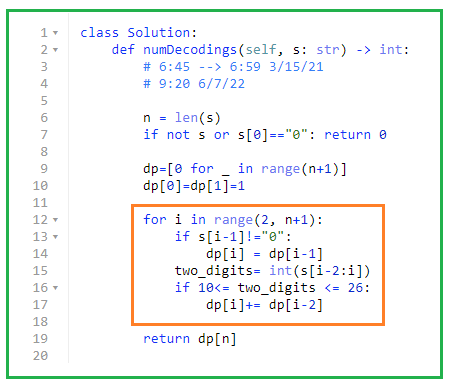 1 class Solution:
2     def numDecodings(self, s: str) -> int:
3         # 6:45 --> 6:59 3/15/21
4         # 9:20 6/7/22
5
6         n = len(s)
7         if not s or s[0]=="0": return 0
8
9         dp=[0 for _ in range(n+1)]
10         dp[0]=dp[1]=1
11
12         for i in range(2, n+1):
13             if s[i-1]!="0":
14                 dp[i] = dp[i-1]
15             two_digits= int(s[i-2:i])
16             if 10<= two_digits <= 26:
17                 dp[i]+= dp[i-2]
18
19         return dp[n]
20